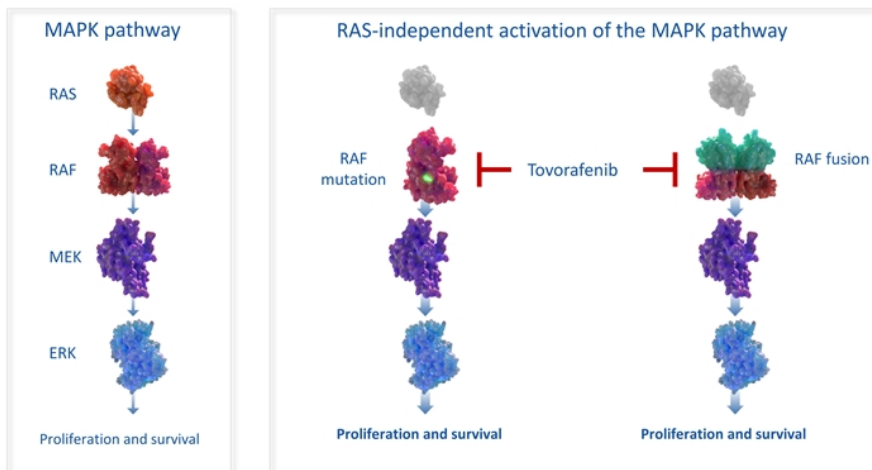 MAPK pathway
RAS
RAF
MEK
ERK
Proliferation and survival
RAS-independent activation of the MAPK pathway
RAF
mutation
Tovorafenib
RAF fusion
Proliferation and survival
Proliferation and survival